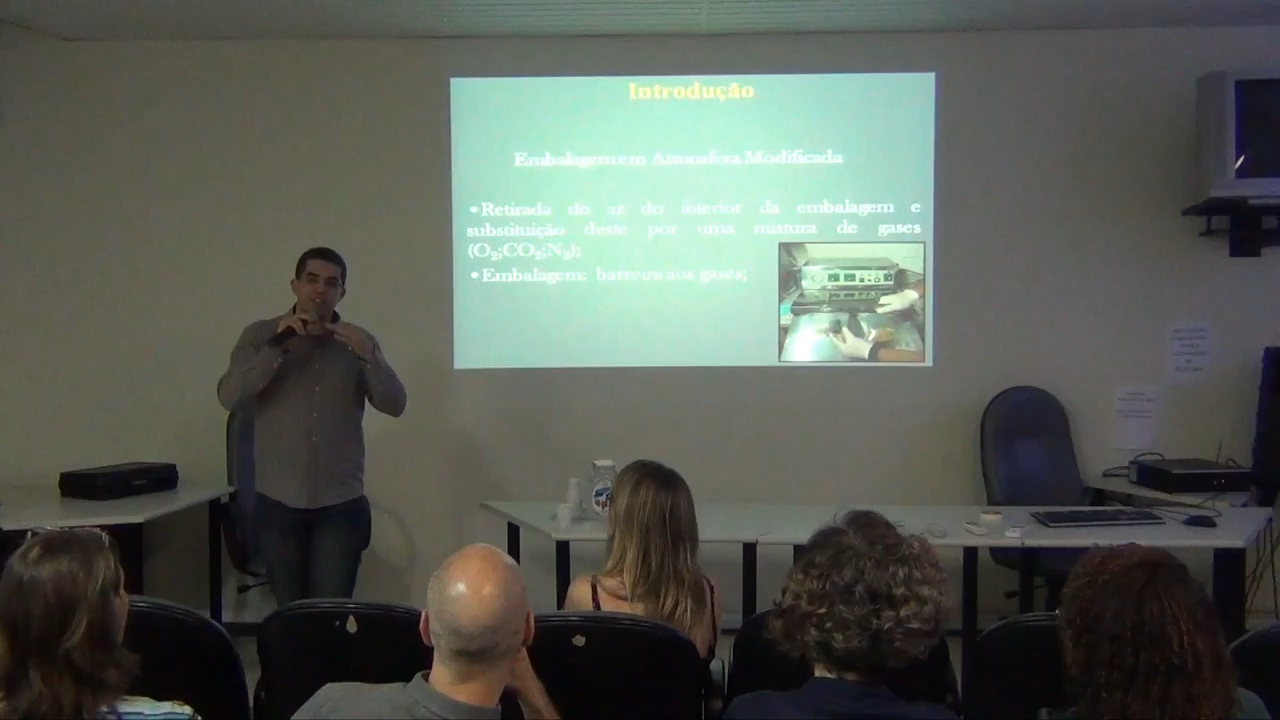 Introdução
Embalagem em Atmosfera Modificada
•Retirada do ar do interior da embalagem e
substituição deste por uma mistura de gases
(O₂;CO₂;N₂);
•Embalagem: barreira aos gases;